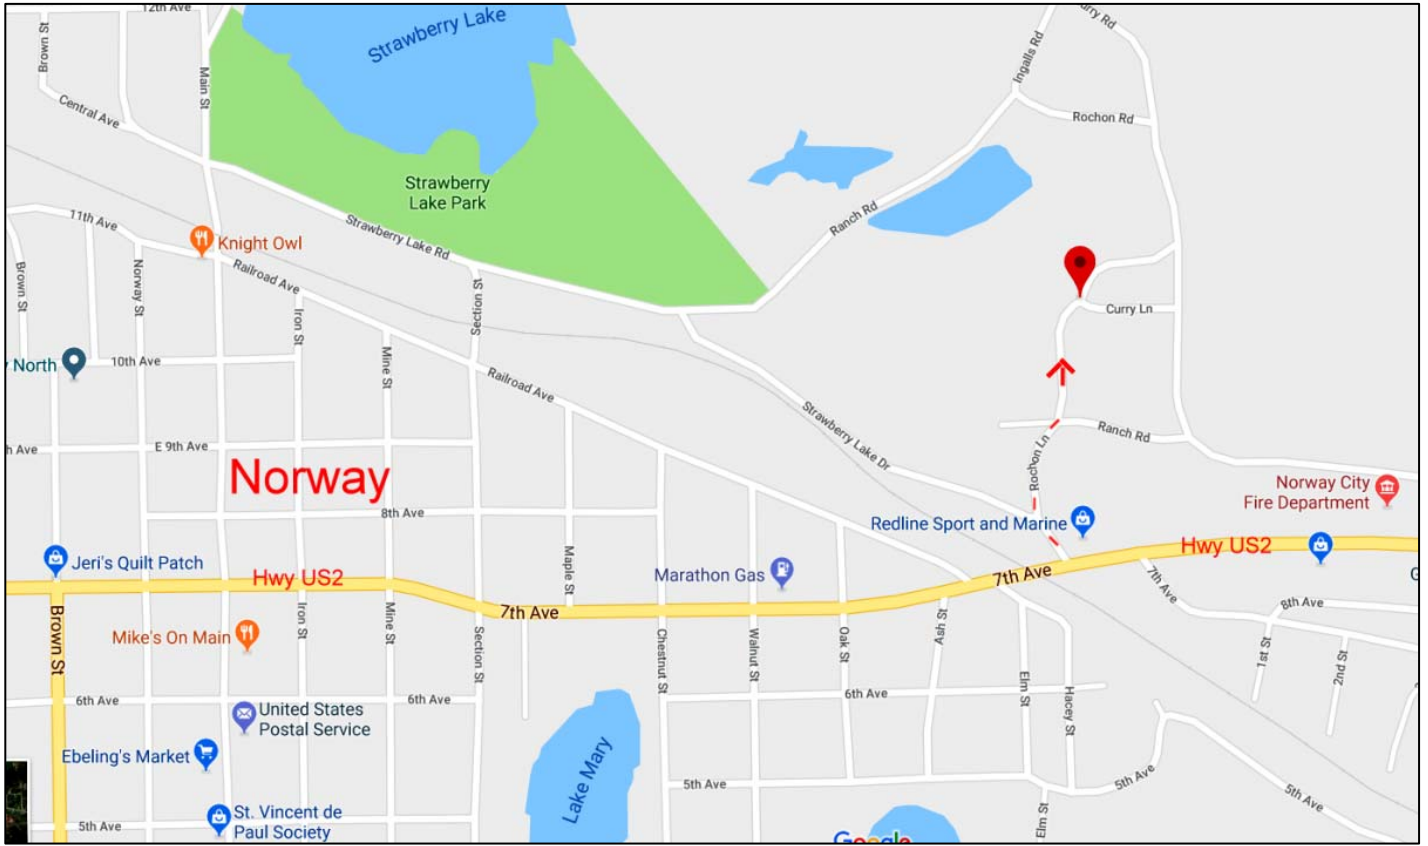 12th Ave
Strawberry Lake
Ingalls Rd
Brown St
Main St
Central Ave
Rochon Rd
Strawberry
Lake Park
11th Ave
Strawberry Lake Rd
Ranch Rd
Knight Owl
Railroad Ave
Brown St
Norway St
Section St
Iron St
Curry Ln
North
10th Ave
Mine St
Railroad Ave
Strawberry Lake Dr
Ranch Rd
E 9th Ave
Rochon Ln
Norway
Norway City
Fire Department
8th Ave
Redline Sport and Marine
Hwy US2
Jeri's Quilt Patch
Hwy US2
Maple St
Marathon Gas
7th Ave
7th Ave
7th Ave
8th Ave
Brown St
Mike's On Main
Iron St
Mine St
Section St
Chestnut St
Walnut St
Oak St
Ash St
1st St
2nd St
6th Ave
6th Ave
6th Ave
Elm St
Hacey St
United States
Postal Service
Ebeling's Market
Lake Mary
5th Ave
5th Ave
5th Ave
St. Vincent de
Paul Society
5th Ave
Elm St
Google